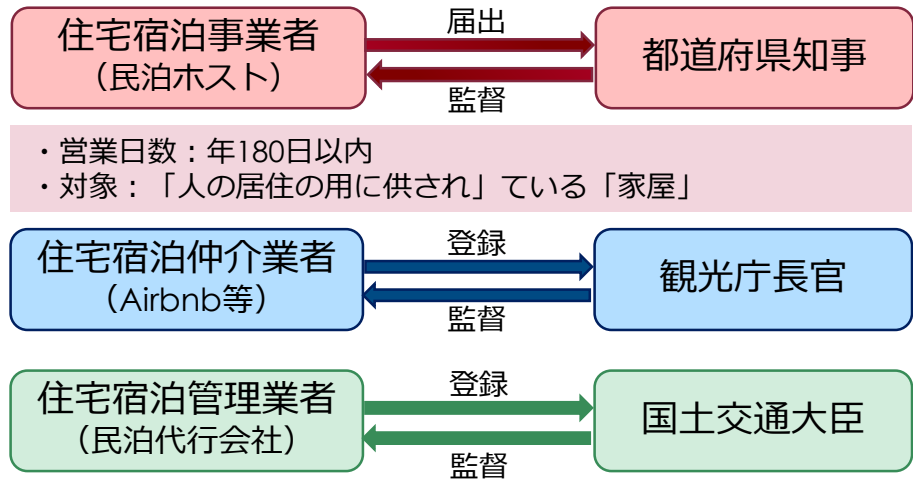 住宅宿泊事業者
（民泊ホスト）
届出
監督
都道府県知事
・営業日数：年180日以内
・対象：「人の居住の用に供され」ている「家屋」
住宅宿泊仲介業者
（Airbnb等）
登録
監督
観光庁長官
住宅宿泊管理業者
（民泊代行会社）
登録
監督
国土交通大臣